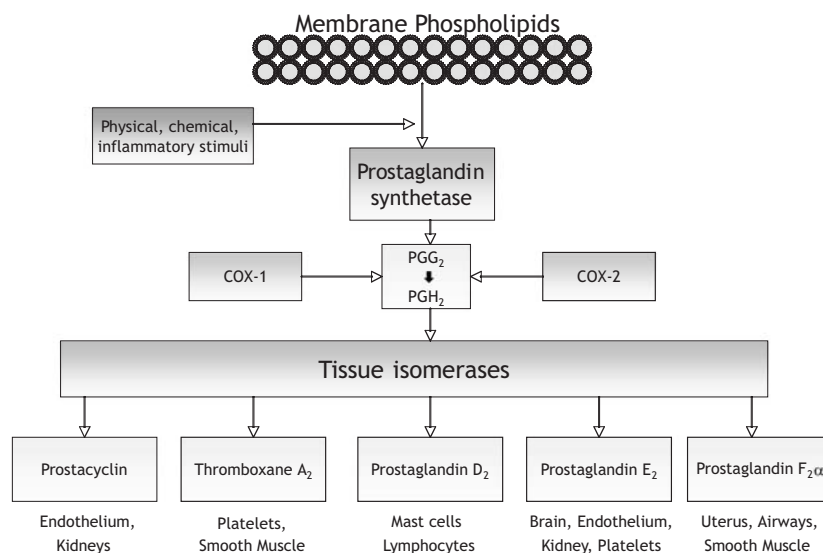 Membrane Phospholipids
Physical, chemical,
inflammatory stimuli
Prostaglandin
synthetase
COX-1
PGG₂
PGH₂
COX-2
Tissue isomerases
Prostacyclin
Thromboxane A₂
Prostaglandin D₂
Prostaglandin E₂
Prostaglandin F₂α
Endothelium,
Kidneys
Platelets,
Smooth Muscle
Mast cells
Lymphocytes
Brain, Endothelium,
Kidney, Platelets
Uterus, Airways,
Smooth Muscle